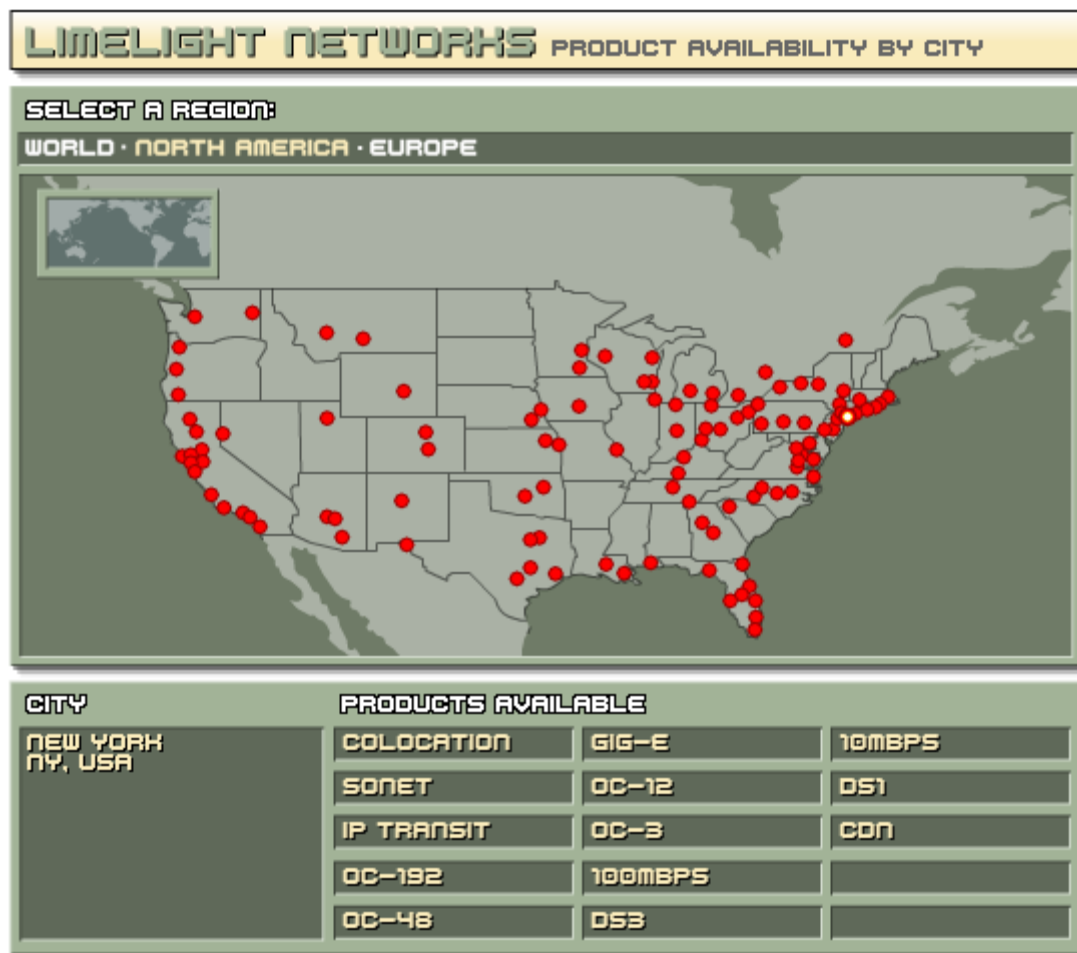 LIMELIGHT NETWORKS PRODUCT AVAILABILITY BY CITY
SELECT A REGION:
WORLD · NORTH AMERICA · EUROPE
CITY
NEW YORK
NY, USA
PRODUCTS AVAILABLE
COLOCATION GIG-E 10MBPS
SONET OC-12 DS1
IP TRANSIT OC-3 CDN
OC-192 100MBPS
OC-48 DS3